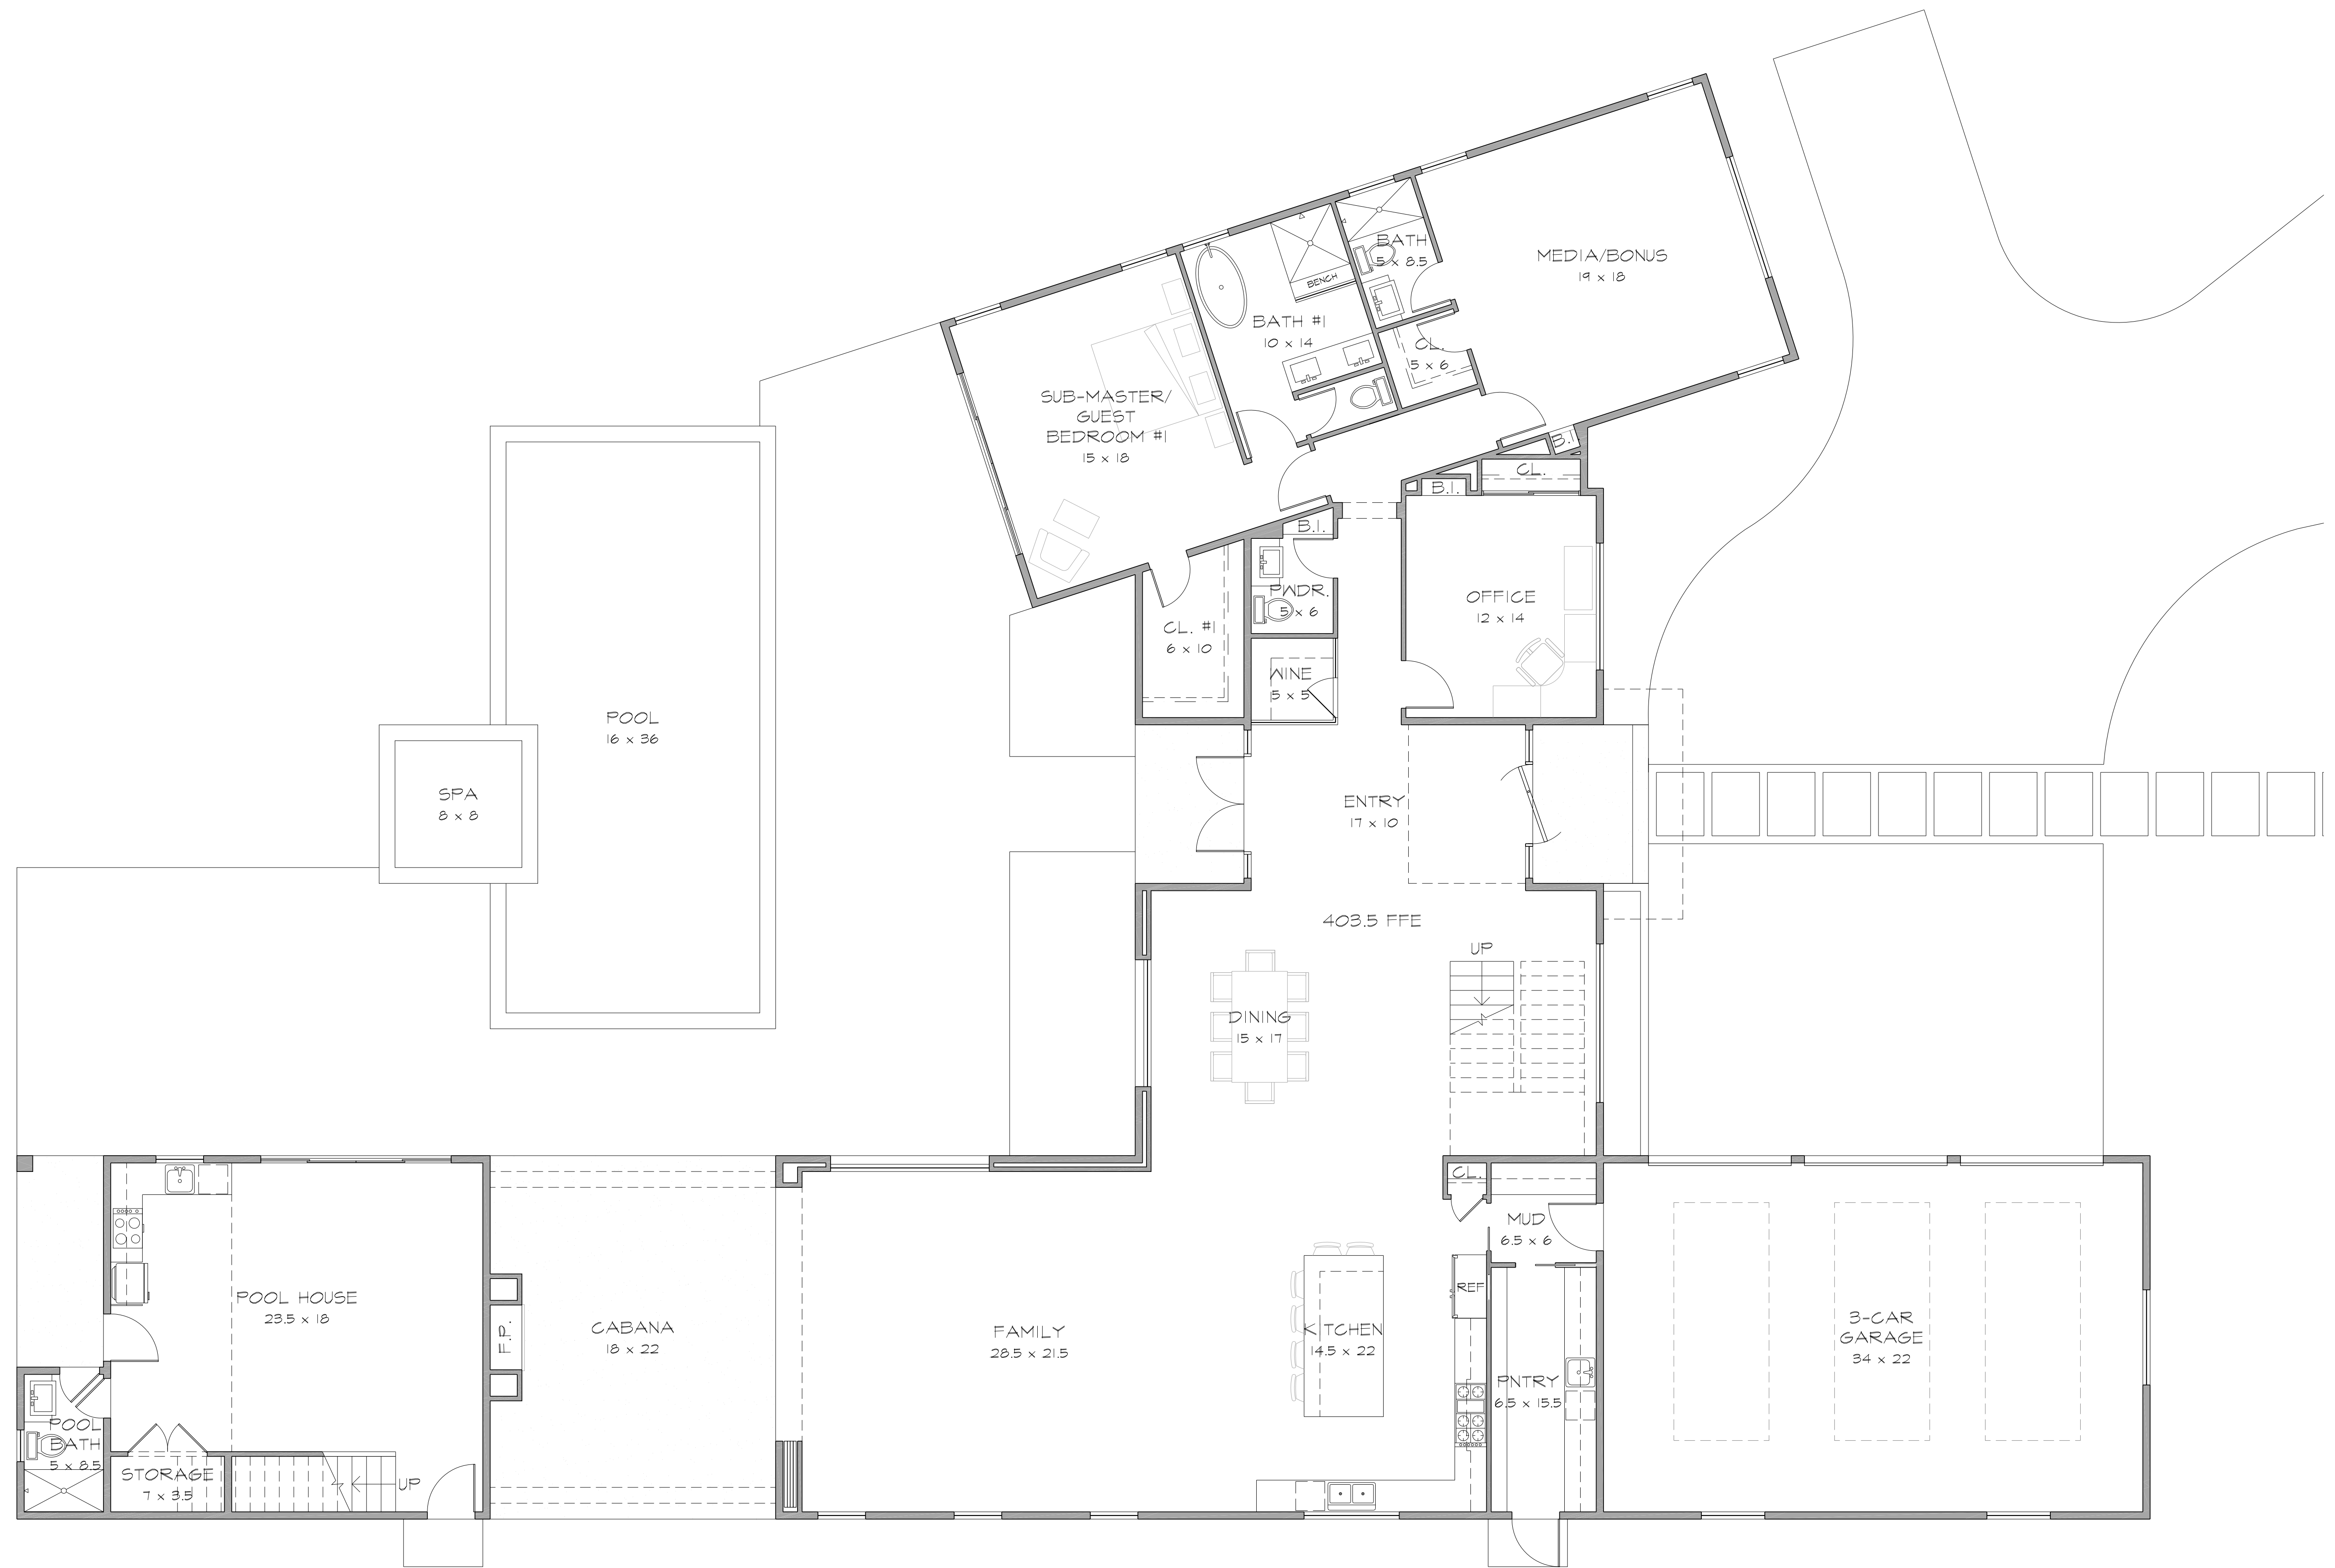 MEDIA/BONUS
19 x 18
BATH
5 x 8.5
BENCH
BATH #1
10 x 14
CL.
5 x 6
SUB-MASTER/
GUEST
BEDROOM #1
15 x 18
B.I.
CL.
B.I.
B.I.
PWDR.
5 x 6
OFFICE
12 x 14
CL. #1
6 x 10
WINE
5 x 5
POOL
16 x 36
SPA
8 x 8
ENTRY
17 x 10
403.5 FFE
UP
DINING
15 x 17
CL.
MUD
6.5 x 6
REF
POOL HOUSE
23.5 x 18
F.P.
CABANA
18 x 22
FAMILY
28.5 x 21.5
KITCHEN
14.5 x 22
3-CAR
GARAGE
34 x 22
PNTRY
6.5 x 15.5
POOL
BATH
5 x 8.5
STORAGE
7 x 3.5
UP